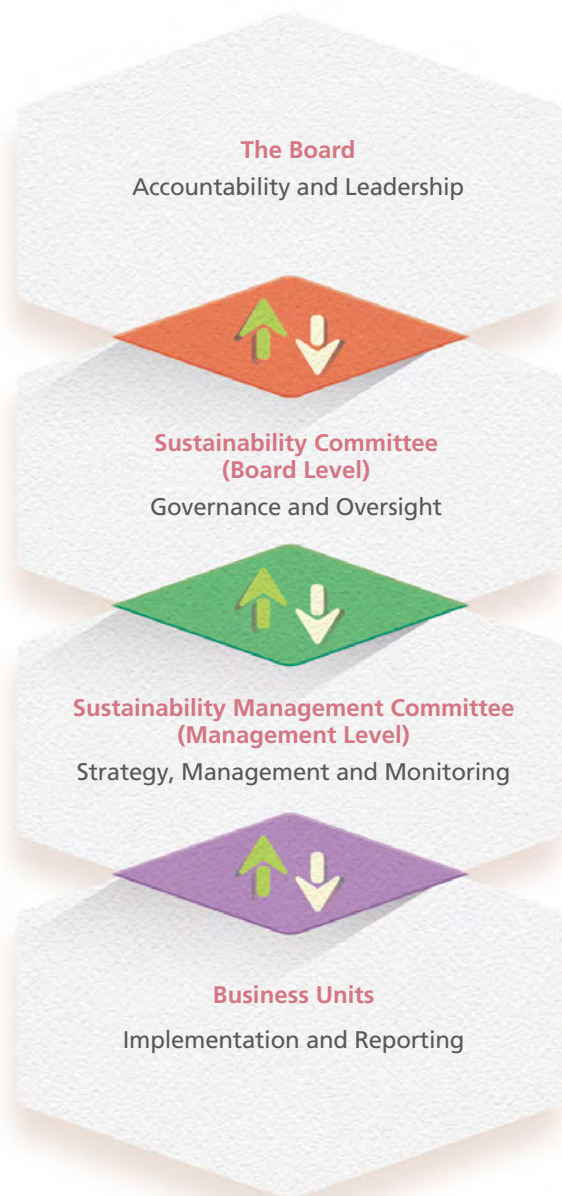 The Board
Accountability and Leadership
Sustainability Committee
(Board Level)
Governance and Oversight
Sustainability Management Committee
(Management Level)
Strategy, Management and Monitoring
Business Units
Implementation and Reporting